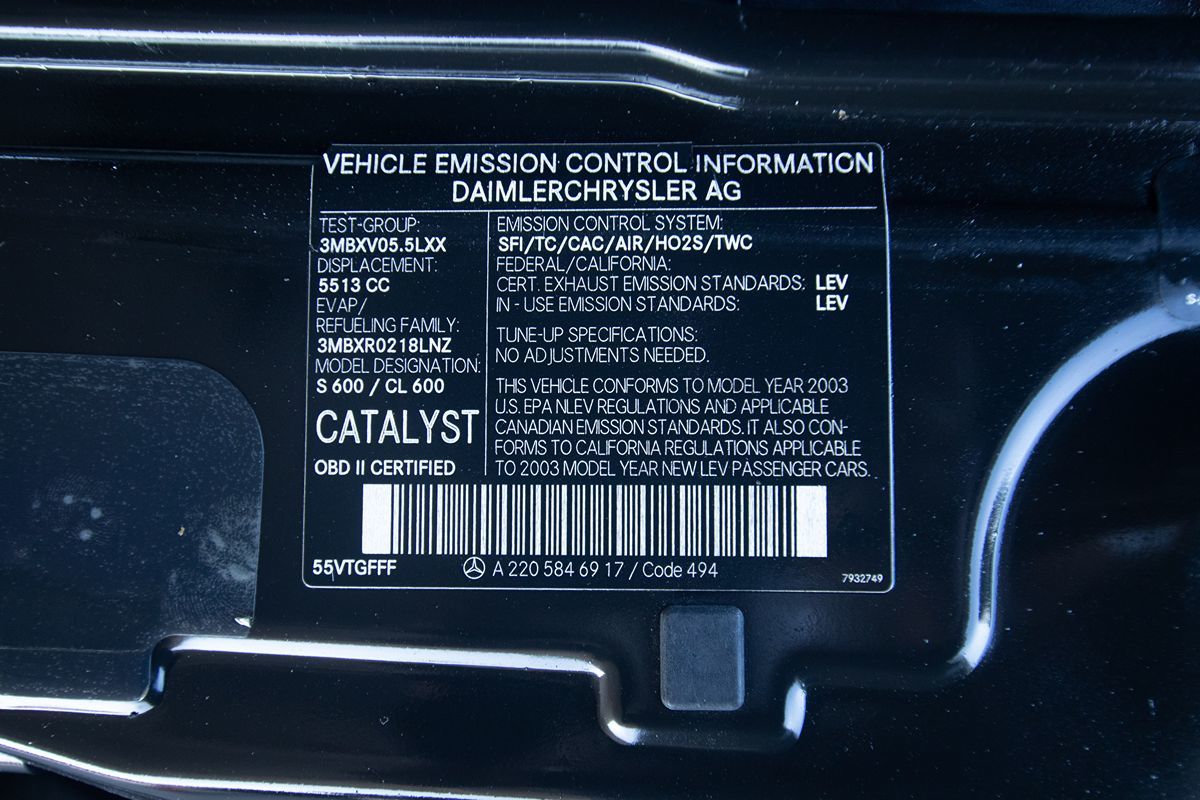 VEHICLE EMISSION CONTROL INFORMATION
DAIMLERCHRYSLER AG
TEST-GROUP:
3MBXV05.5LXX
DISPLACEMENT:
5513 CC
EVAP/
REFUELING FAMILY:
3MBXR0218LNZ
MODEL DESIGNATION:
S 600 / CL 600
CATALYST
OBD II CERTIFIED
EMISSION CONTROL SYSTEM:
SFI/TC/CAC/AIR/HO2S/TWC
FEDERAL/CALIFORNIA:
CERT. EXHAUST EMISSION STANDARDS: LEV
IN - USE EMISSION STANDARDS: LEV
TUNE-UP SPECIFICATIONS:
NO ADJUSTMENTS NEEDED.
THIS VEHICLE CONFORMS TO MODEL YEAR 2003
U.S. EPA NLEV REGULATIONS AND APPLICABLE
CANADIAN EMISSION STANDARDS. IT ALSO CON-
FORMS TO CALIFORNIA REGULATIONS APPLICABLE
TO 2003 MODEL YEAR NEW LEV PASSENGER CARS.
55VTGFFF
A 220 584 69 17 / Code 494
7932749